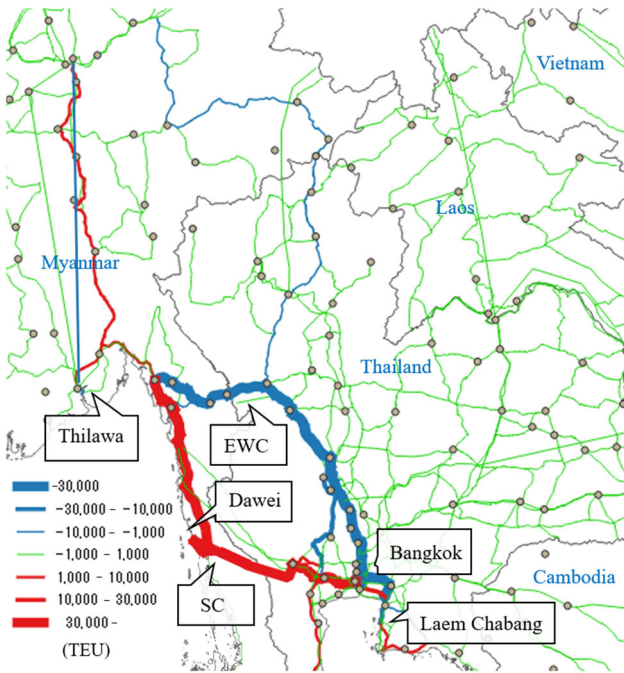 Vietnam
Laos
Myanmar
Thailand
Thilawa
EWC
Dawei
Bangkok
Cambodia
SC
Laem Chabang
-30,000
-30,000 - -10,000
-10,000 - -1,000
-1,000 - 1,000
1,000 - 10,000
10,000 - 30,000
30,000 -
(TEU)